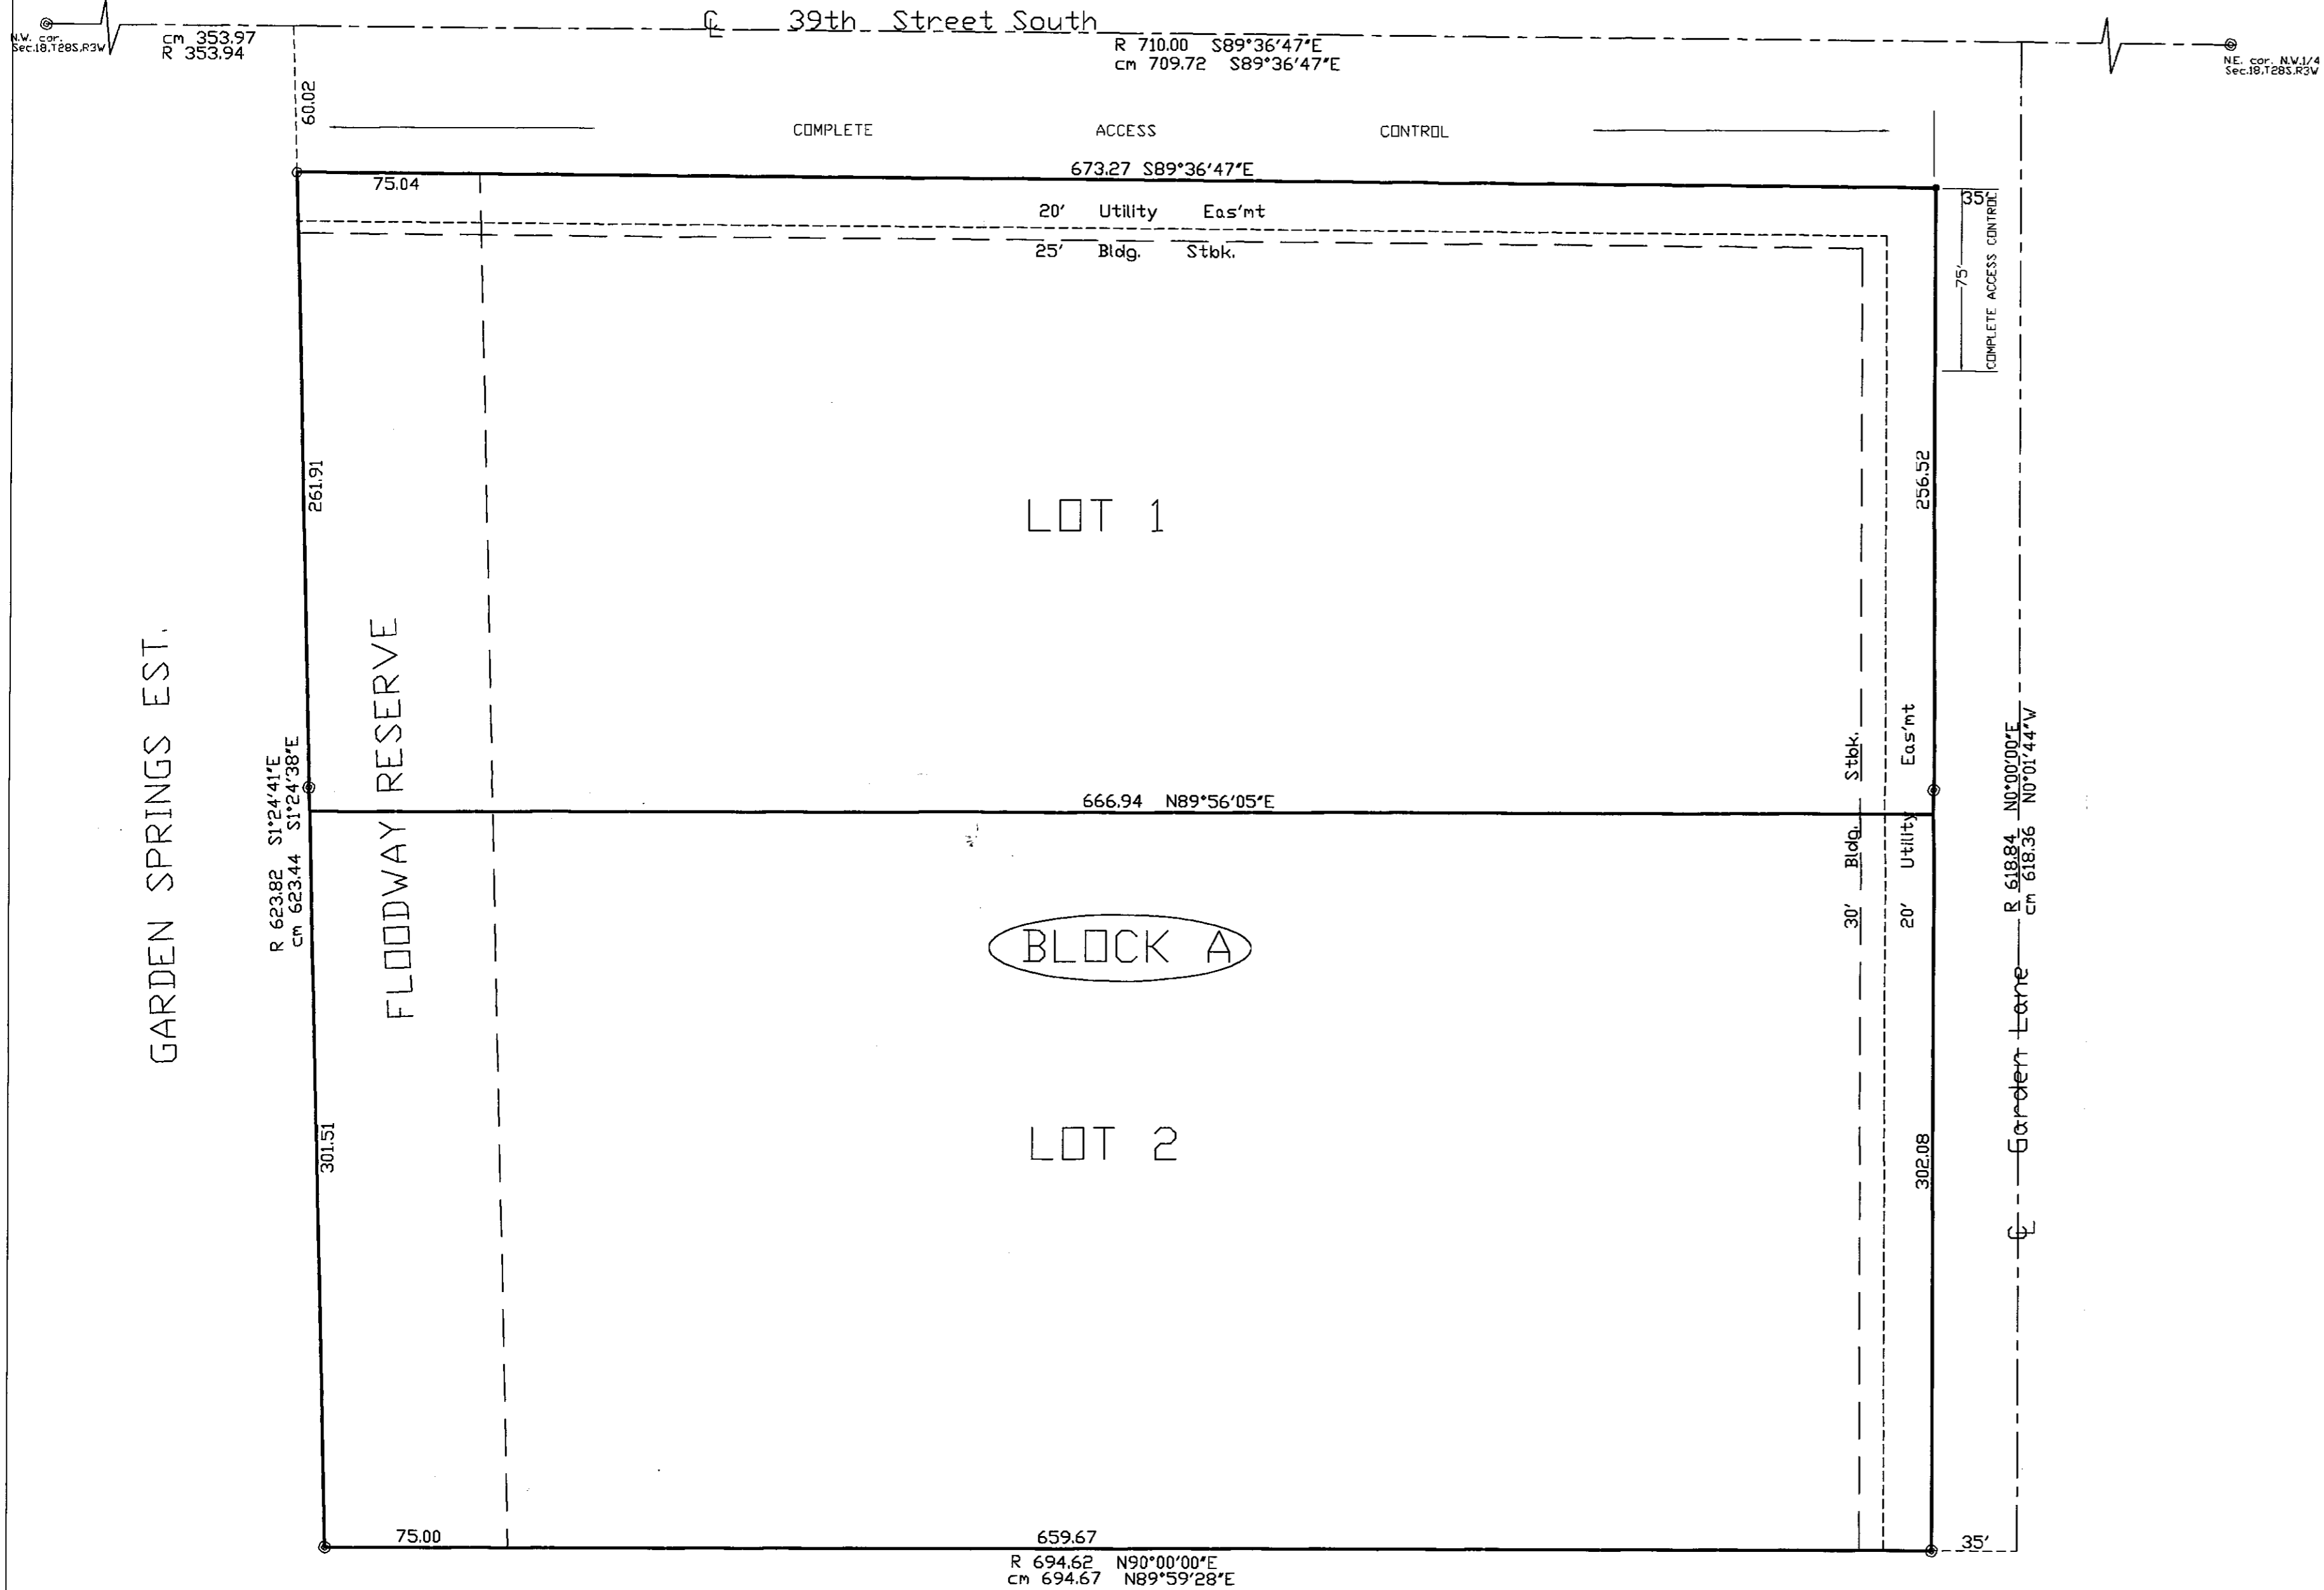 ℄ 39th Street South
N.W. cor.
Sec.18,T28S,R3W
cm 353.97
R 353.94
R 710.00 S89°36'47"E
cm 709.72 S89°36'47"E
NE. cor. N.W.1/4
Sec.18,T28S,R3W
60.02
COMPLETE ACCESS CONTROL
673.27 S89°36'47"E
75.04
35'
20' Utility Eas'mt
25' Bldg. Stbk.
75'
COMPLETE ACCESS CONTROL
261.91
256.52
LOT 1
GARDEN SPRINGS EST.
R 623.82 S1°24'41"E
cm 623.44 S1°24'38"E
FLOODWAY RESERVE
666.94 N89°56'05"E
30' Bldg. Stbk.
20' Utility Eas'mt
R 618.84 N0°00'00"E
cm 618.36 N0°01'44"W
℄ Garden Lane
BLOCK A
LOT 2
301.51
302.08
75.00
659.67
35'
R 694.62 N90°00'00"E
cm 694.67 N89°59'28"E